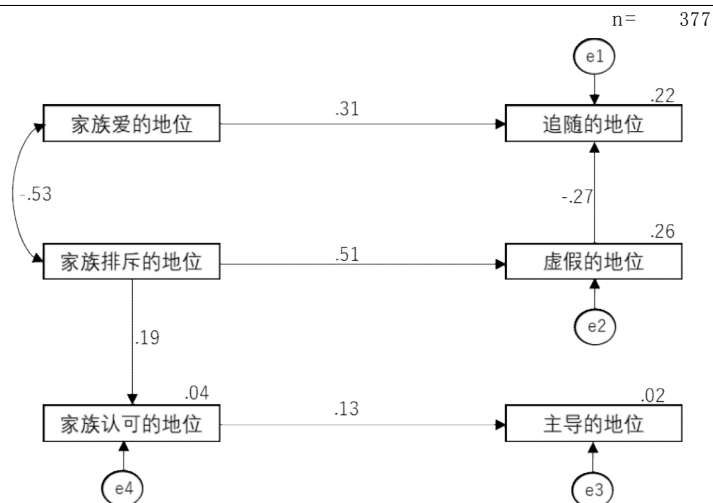 n= 377
e1
.22
家族爱的地位
.31
追随的地位
-.53
-.27
.26
家族排斥的地位
.51
虚假的地位
e2
.19
.04
.02
家族认可的地位
.13
主导的地位
e4
e3